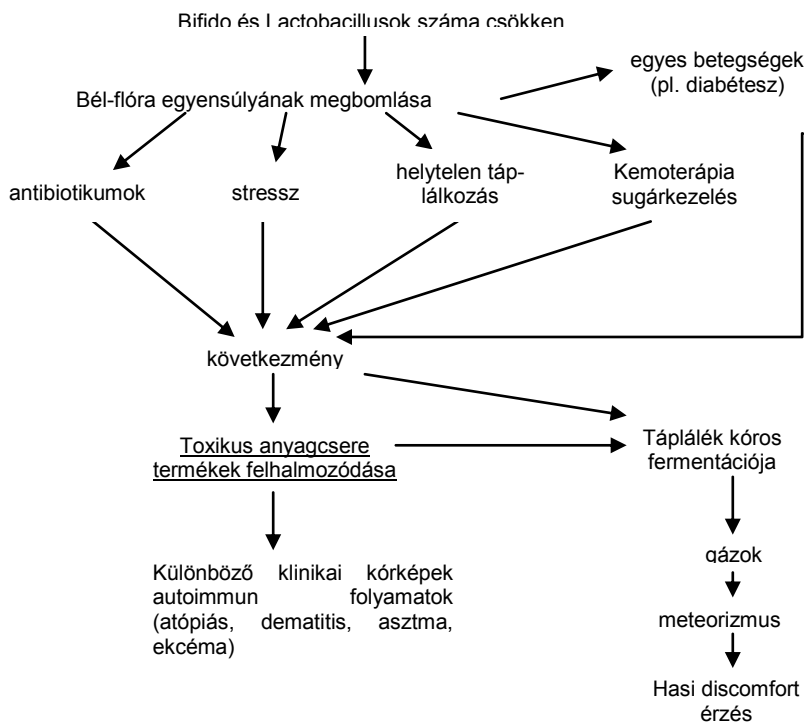 Bifido és Lactobacillusok száma csökken
egyes betegségek
(pl. diabétesz)
Bél-flóra egyensúlyának megbomlása
antibiotikumok
stressz
helytelen táp-
lálkozás
Kemoterápia
sugárkezelés
következmény
Toxikus anyagcsere
termékek felhalmozódása
Táplálék kóros
fermentációja
Különböző klinikai kórképek
autoimmun folyamatok
(atópiás, dematitis, asztma,
ekcéma)
gázok
meteorizmus
Hasi discomfort
érzés